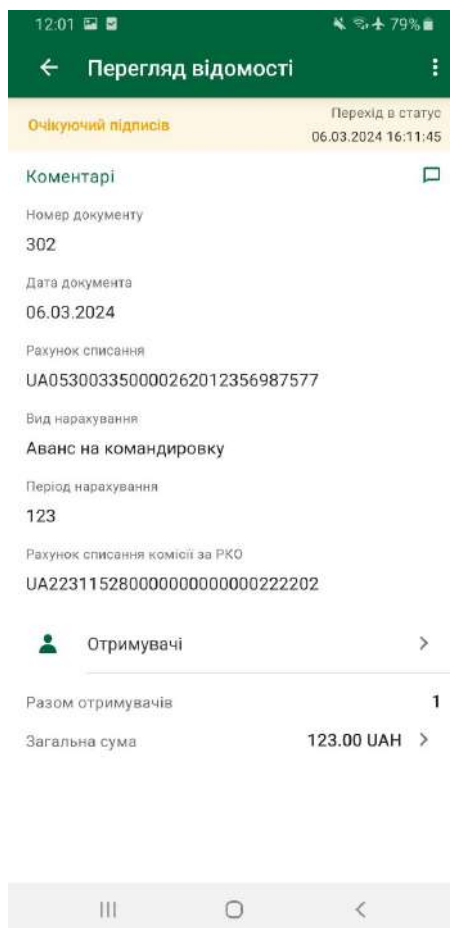 12:01 79%
Перегляд відомості
Очікуючий підписів
Перехід в статус
06.03.2024 16:11:45
Коментарі
Номер документу
302
Дата документа
06.03.2024
Рахунок списання
UA053003350000262012356987577
Вид нарахування
Аванс на командировку
Період нарахування
123
Рахунок списання комісії за РКО
UA223115280000000000000222202
Отримувачі
Разом отримувачів 1
Загальна сума 123.00 UAH